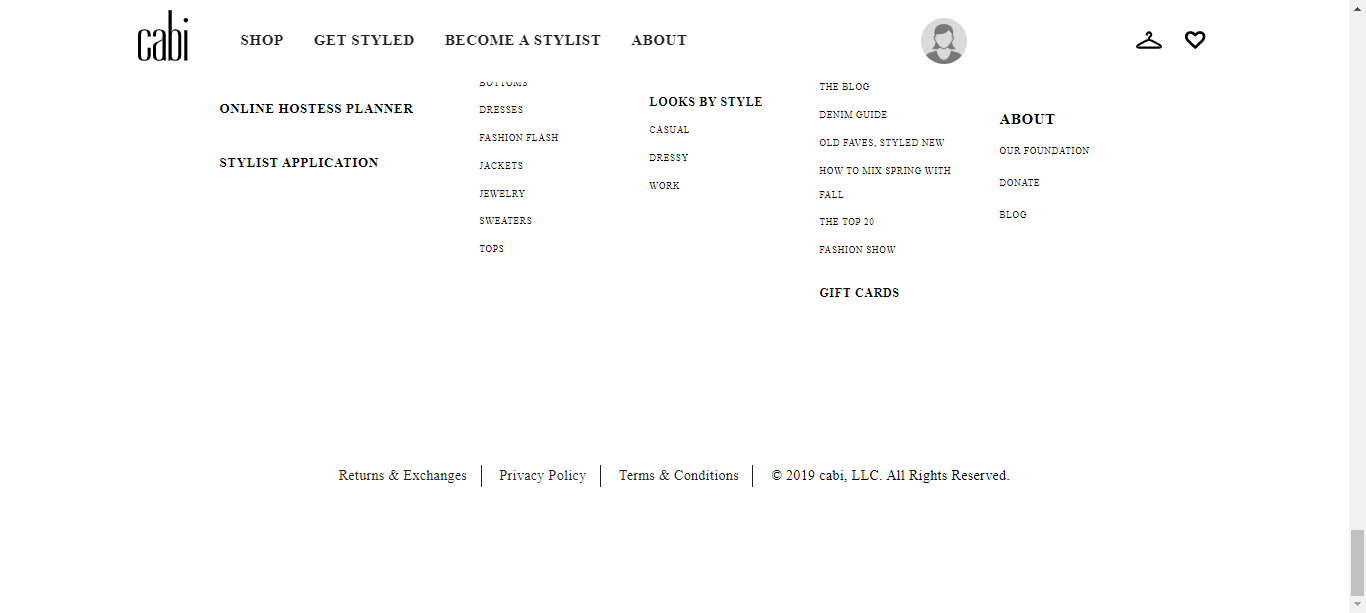 cabi
SHOP
GET STYLED
BECOME A STYLIST
ABOUT
ONLINE HOSTESS PLANNER
STYLIST APPLICATION
BOTTOMS
DRESSES
FASHION FLASH
JACKETS
JEWELRY
SWEATERS
TOPS
LOOKS BY STYLE
CASUAL
DRESSY
WORK
THE BLOG
DENIM GUIDE
OLD FAVES, STYLED NEW
HOW TO MIX SPRING WITH
FALL
THE TOP 20
FASHION SHOW
GIFT CARDS
ABOUT
OUR FOUNDATION
DONATE
BLOG
Returns & Exchanges
Privacy Policy
Terms & Conditions
© 2019 cabi, LLC. All Rights Reserved.